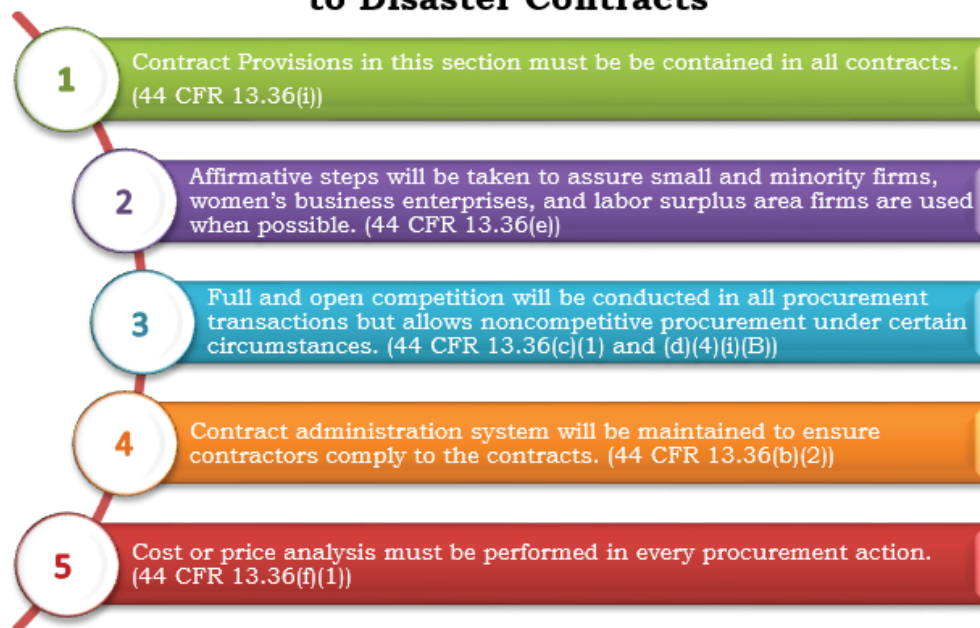 to Disaster Contracts
1
Contract Provisions in this section must be be contained in all contracts.
(44 CFR 13.36(i))
2
Affirmative steps will be taken to assure small and minority firms,
women's business enterprises, and labor surplus area firms are used
when possible. (44 CFR 13.36(e))
3
Full and open competition will be conducted in all procurement
transactions but allows noncompetitive procurement under certain
circumstances. (44 CFR 13.36(c)(1) and (d)(4)(i)(B))
4
Contract administration system will be maintained to ensure
contractors comply to the contracts. (44 CFR 13.36(b)(2))
5
Cost or price analysis must be performed in every procurement action.
(44 CFR 13.36(f)(1))